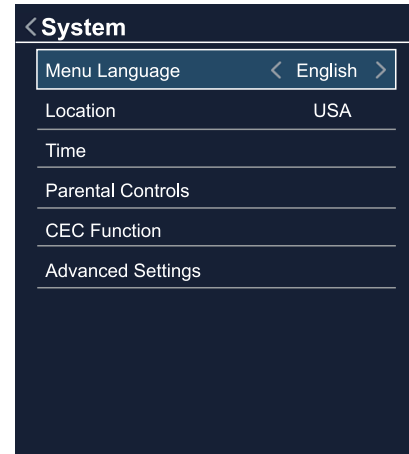 System
Menu Language < English >
Location USA
Time
Parental Controls
CEC Function
Advanced Settings